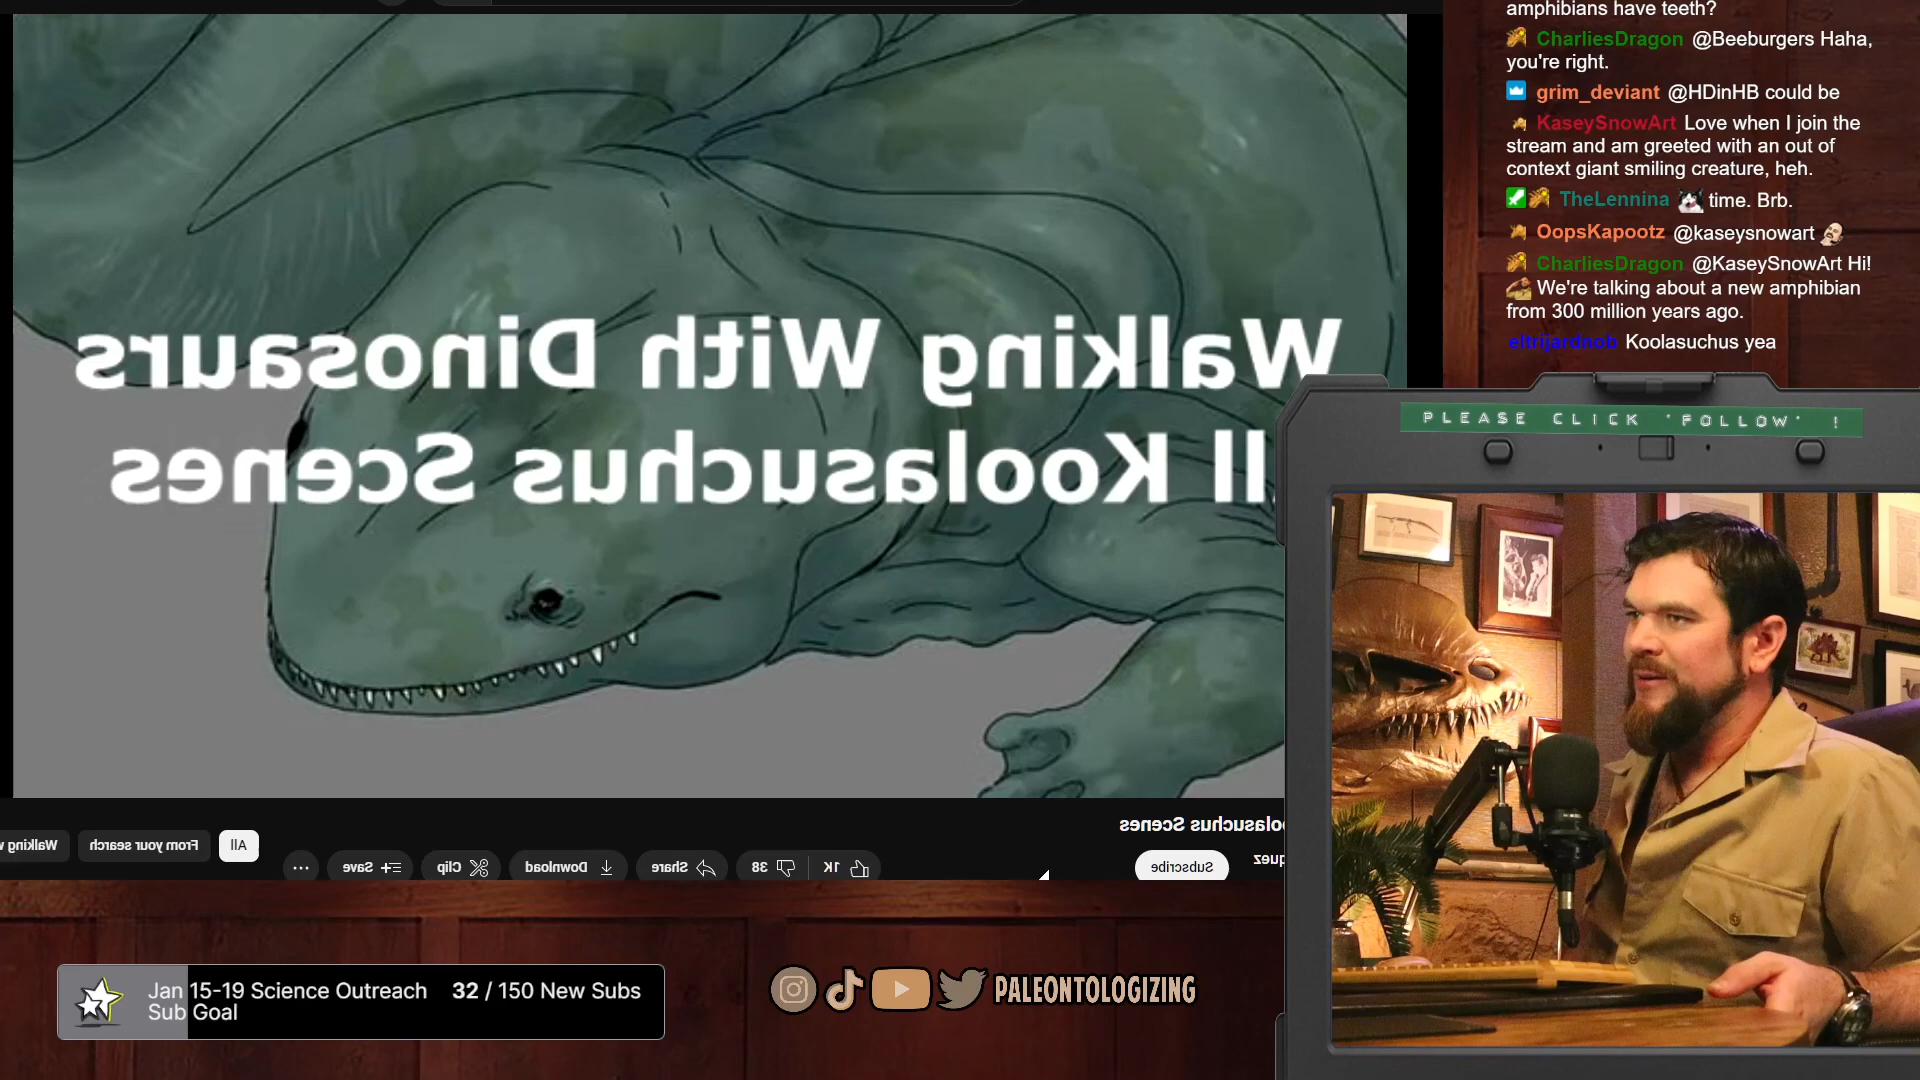 Walking With Dinosaurs
ll Koolasuchus Scenes
oolasuchus Scenes
quez
Subscribe
1K
38
Share
Download
Clip
Save
All
From your search
Walking w
amphibians have teeth?
CharliesDragon @Beeburgers Haha,
you're right.
grim_deviant @HDinHB could be
KaseySnowArt Love when I join the
stream and am greeted with an out of
context giant smiling creature, heh.
TheLennina time. Brb.
OopsKapootz @kaseysnowart
CharliesDragon @KaseySnowArt Hi!
We're talking about a new amphibian
from 300 million years ago.
eltrijardnob Koolasuchus yea
PLEASE CLICK "FOLLOW" !
Jan 15-19 Science Outreach
Sub Goal
32 / 150 New Subs
PALEONTOLOGIZING